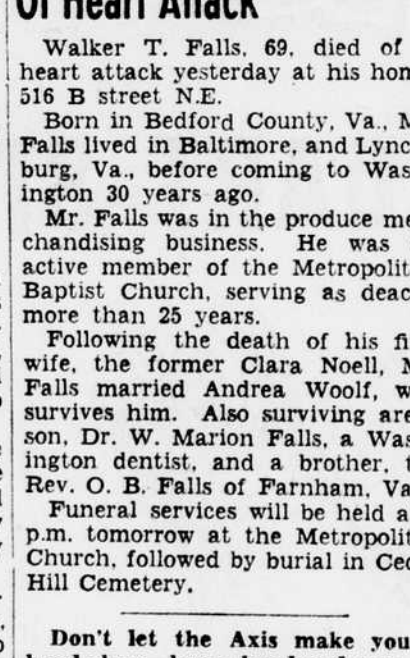 Of Heart Attack
Walker T. Falls, 69, died of
heart attack yesterday at his hom
516 B street N.E.
Born in Bedford County, Va., M
Falls lived in Baltimore, and Lync
burg, Va., before coming to Was
ington 30 years ago.
Mr. Falls was in the produce me
chandising business. He was
active member of the Metropolit
Baptist Church, serving as deac
more than 25 years.
Following the death of his fi
wife, the former Clara Noell, M
Falls married Andrea Woolf, w
survives him. Also surviving are
son, Dr. W. Marion Falls, a Was
ington dentist, and a brother, t
Rev. O. B. Falls of Farnham, Va
Funeral services will be held a
p.m. tomorrow at the Metropolit
Church, followed by burial in Ced
Hill Cemetery.
Don't let the Axis make you